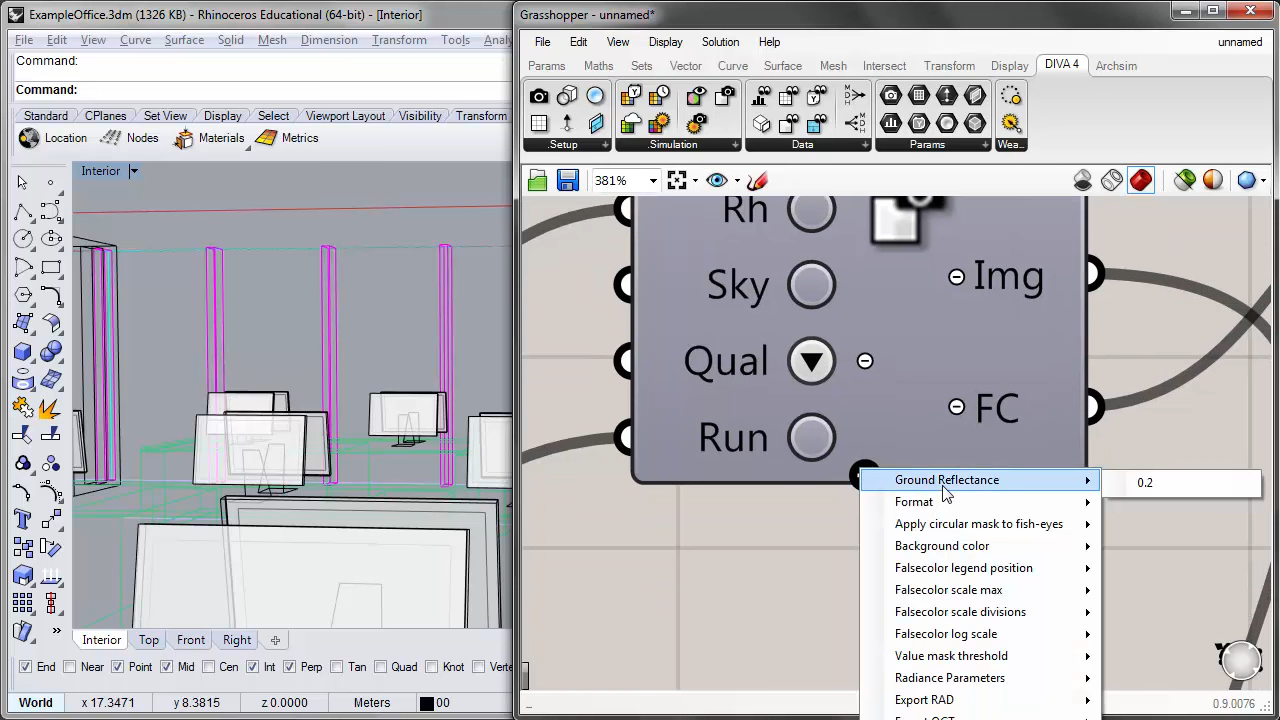 ExampleOffice.3dm (1326 KB) - Rhinoceros Educational (64-bit) - [Interior]
File Edit View Curve Surface Solid Mesh Dimension Transform Tools Analy
Command:
Command:
Standard CPlanes Set View Display Select Viewport Layout Visibility Transform
Location Nodes Materials Metrics
Interior
Interior Top Front Right
End Near Point Mid Cen Int Perp Tan Quad Knot Verte
World x 17.3471 y 8.3815 z 0.0000 Meters 00
Grasshopper - unnamed*
File Edit View Display Solution Help unnamed
Params Maths Sets Vector Curve Surface Mesh Intersect Transform Display DIVA 4 Archsim
.Setup .Simulation Data Params Wea...
381%
Rh
Sky
Qual
Run
Img
FC
Ground Reflectance
0.2
Format
Apply circular mask to fish-eyes
Background color
Falsecolor legend position
Falsecolor scale max
Falsecolor scale divisions
Falsecolor log scale
Value mask threshold
Radiance Parameters
Export RAD
0.9.0076